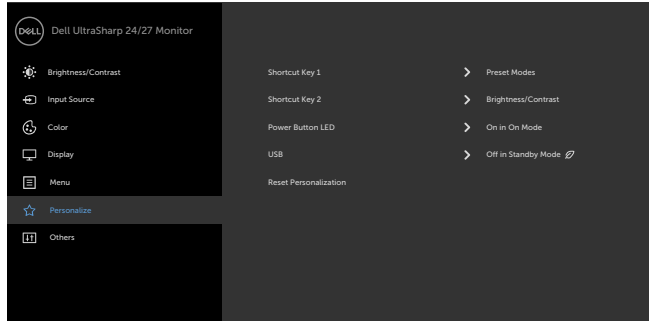 DELL Dell UltraSharp 24/27 Monitor
Brightness/Contrast
Input Source
Color
Display
Menu
Personalize
Others
Shortcut Key 1 Preset Modes
Shortcut Key 2 Brightness/Contrast
Power Button LED On in On Mode
USB Off in Standby Mode
Reset Personalization